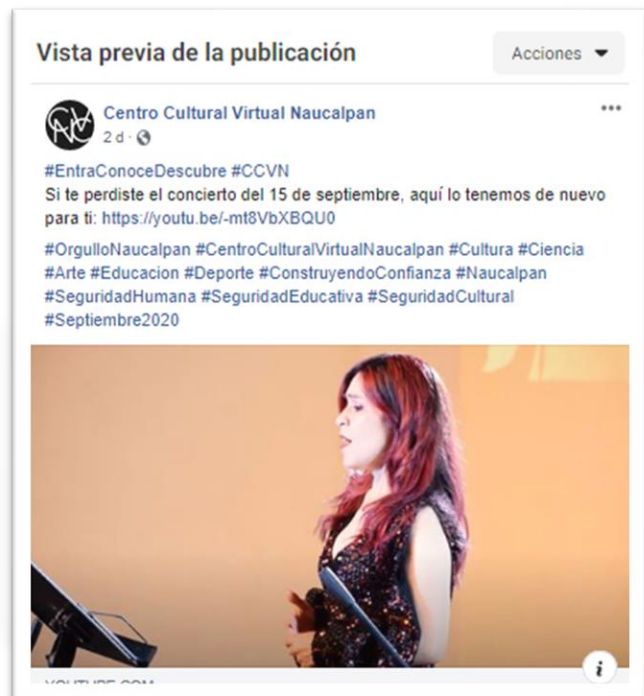 Vista previa de la publicación
Acciones
Centro Cultural Virtual Naucalpan
2 d ·
#EntraConoceDescubre #CCVN
Si te perdiste el concierto del 15 de septiembre, aquí lo tenemos de nuevo
para ti: https://youtu.be/-mt8VbXBQU0
#OrgulloNaucalpan #CentroCulturalVirtualNaucalpan #Cultura #Ciencia
#Arte #Educacion #Deporte #ConstruyendoConfianza #Naucalpan
#SeguridadHumana #SeguridadEducativa #SeguridadCultural
#Septiembre2020
YOUTUBE.COM